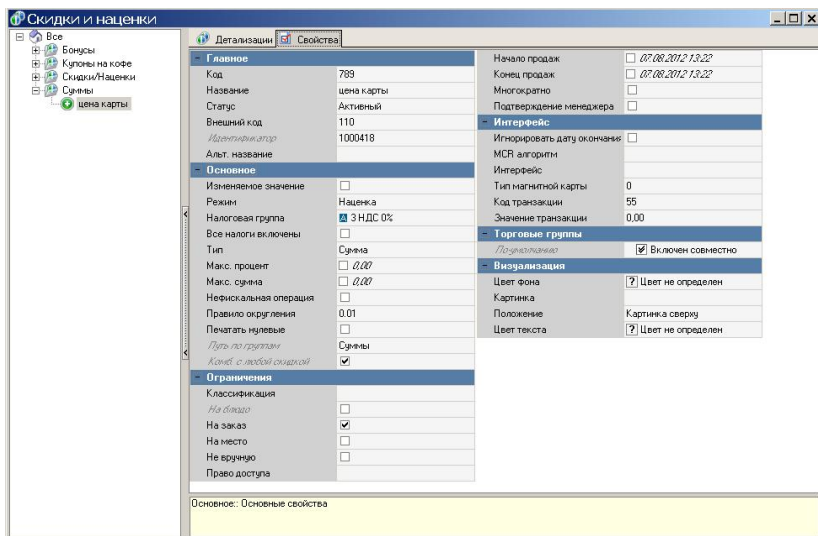 Скидки и наценки
Все
Бонусы
Купоны на кофе
Скидки/Наценки
Суммы
цена карты
Детализации Свойства
Главное
Код 789
Название цена карты
Статус Активный
Внешний код 110
Идентификатор 1000418
Альт. название
Основное
Изменяемое значение
Режим Наценка
Налоговая группа 3 НДС 0%
Все налоги включены
Тип Сумма
Макс. процент 0,00
Макс. сумма 0,00
Нефискальная операция
Правило округления 0.01
Печатать нулевые
Путь по группам Суммы
Комб. с любой скидкой
Ограничения
Классификация
На блюдо
На заказ
На место
Не вручную
Право доступа
Начало продаж 07.08.2012 13:22
Конец продаж 07.08.2012 13:22
Многократно
Подтверждение менеджера
Интерфейс
Игнорировать дату окончания
MCR алгоритм
Интерфейс
Тип магнитной карты 0
Код транзакции 55
Значение транзакции 0,00
Торговые группы
По-умолчанию Включен совместно
Визуализация
Цвет фона ? Цвет не определен
Картинка
Положение Картинка сверху
Цвет текста ? Цвет не определен
Основное:: Основные свойства